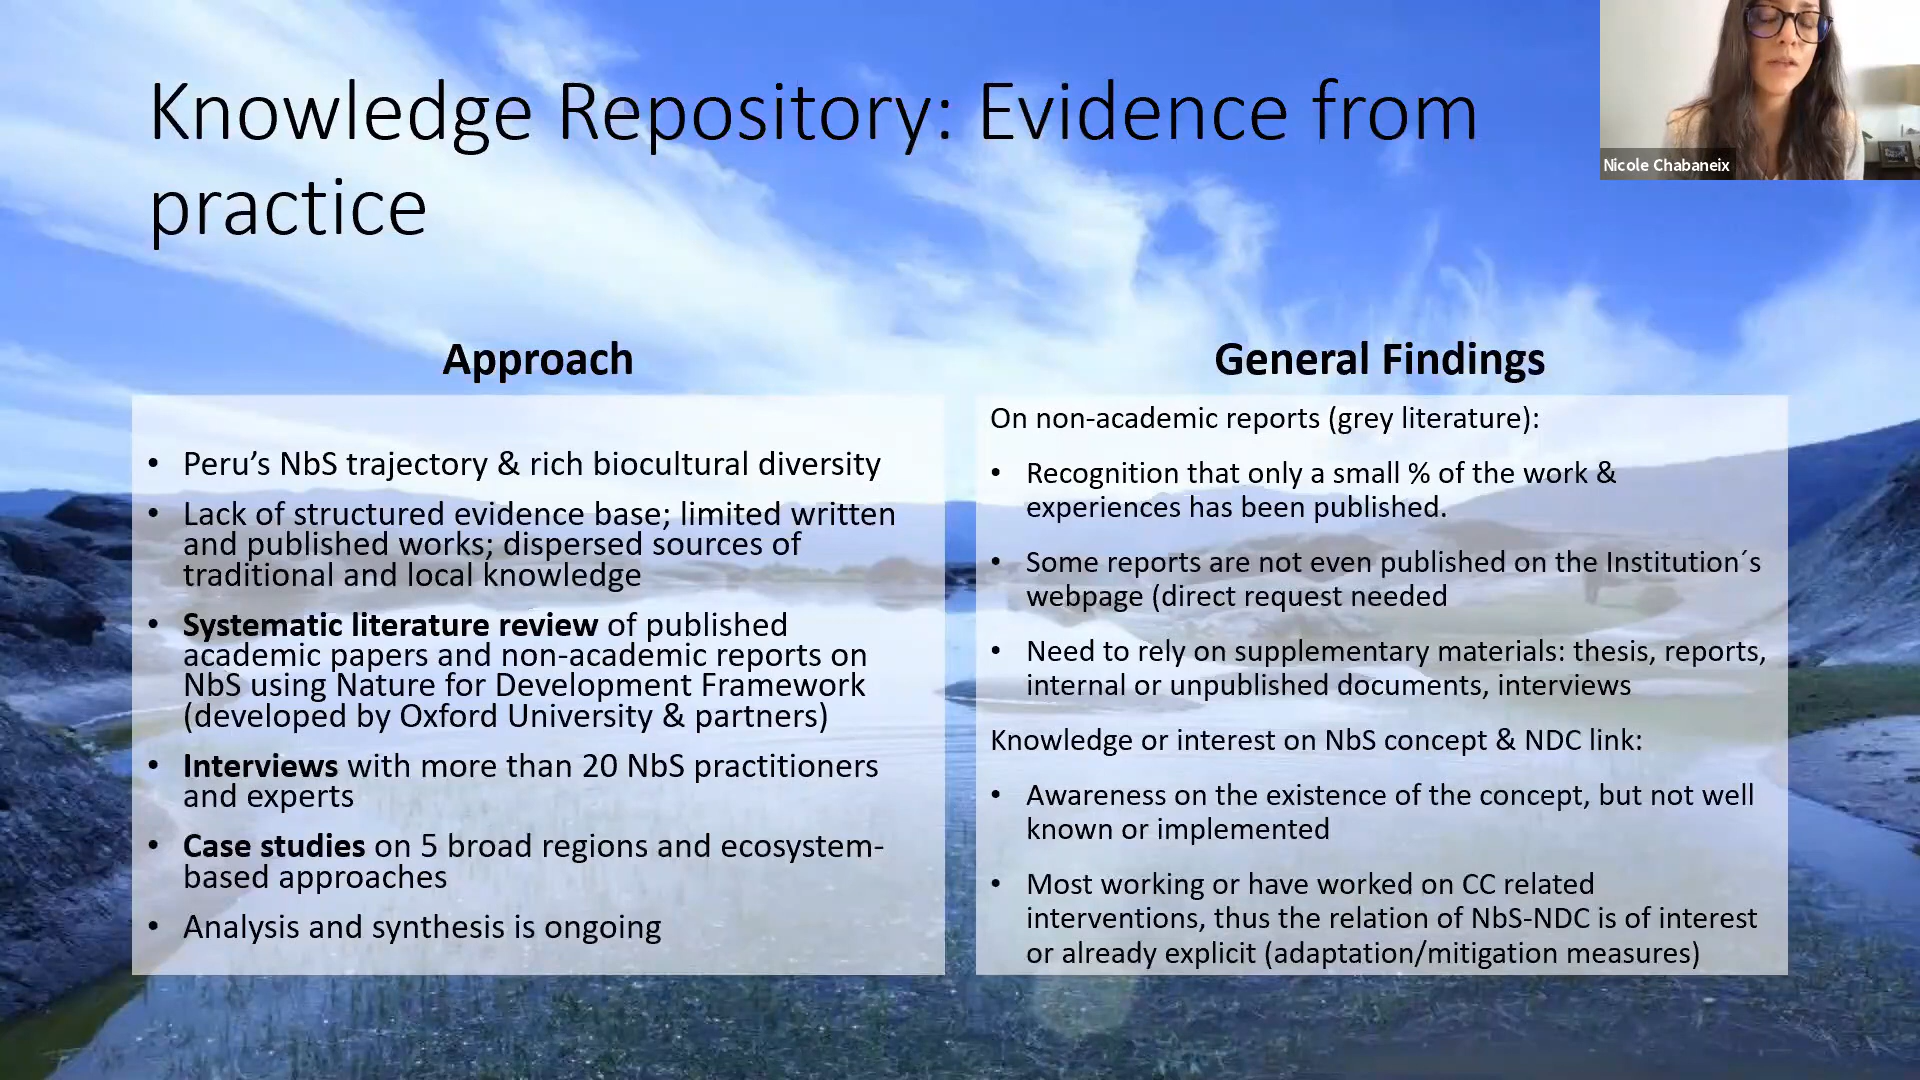 Knowledge Repository: Evidence from
practice
Nicole Chabaneix
Approach
• Peru’s NbS trajectory & rich biocultural diversity
• Lack of structured evidence base; limited written
and published works; dispersed sources of
traditional and local knowledge
• Systematic literature review of published
academic papers and non-academic reports on
NbS using Nature for Development Framework
(developed by Oxford University & partners)
• Interviews with more than 20 NbS practitioners
and experts
• Case studies on 5 broad regions and ecosystem-
based approaches
• Analysis and synthesis is ongoing
General Findings
On non-academic reports (grey literature):
• Recognition that only a small % of the work &
experiences has been published.
• Some reports are not even published on the Institution´s
webpage (direct request needed
• Need to rely on supplementary materials: thesis, reports,
internal or unpublished documents, interviews
Knowledge or interest on NbS concept & NDC link:
• Awareness on the existence of the concept, but not well
known or implemented
• Most working or have worked on CC related
interventions, thus the relation of NbS-NDC is of interest
or already explicit (adaptation/mitigation measures)